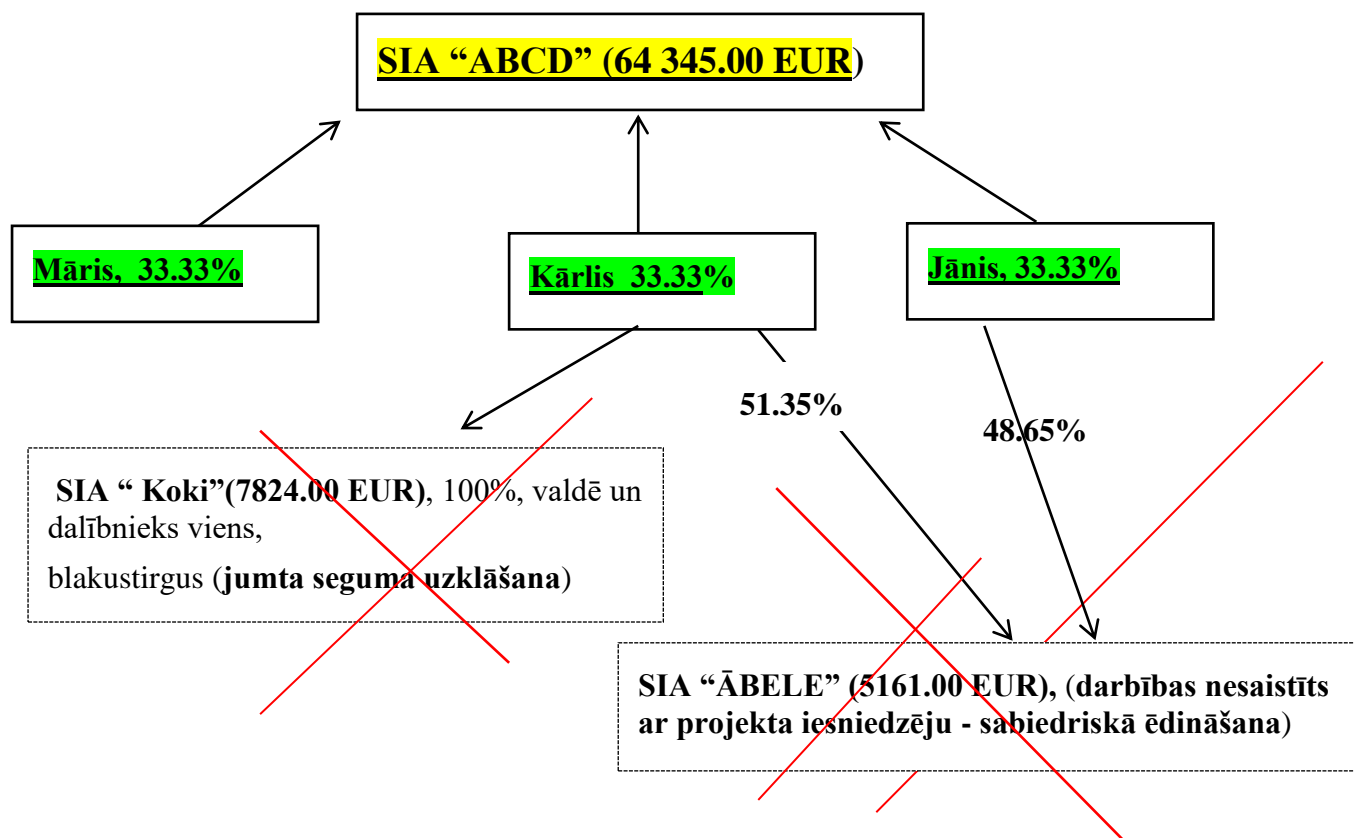 SIA “ABCD” (64 345.00 EUR)
Māris,  33.33%
Kārlis  33.33%
Jānis, 33.33%
51.35%
48.65%
SIA “ Koki”(7824.00 EUR), 100%, valdē un
dalībnieks viens,
blakustirgus (jumta seguma uzklāšana)
SIA “ĀBELE” (5161.00 EUR), (darbības nesaistīts
ar projekta iesniedzēju - sabiedriskā ēdināšana)